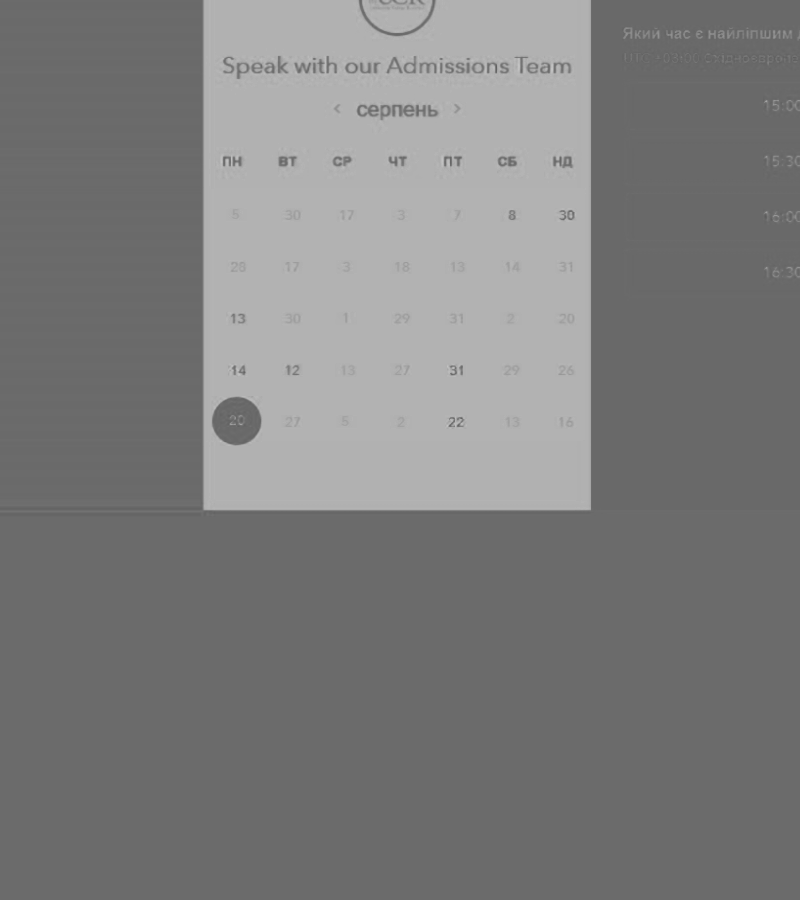 Speak with our Admissions Team
< серпень >
ПН ВТ СР ЧТ ПТ СБ НД
5 30 17 3 7 8 30
28 17 3 18 13 14 31
13 30 1 29 31 2 20
14 12 13 27 31 29 26
20 27 5 2 22 13 16
Який час є найліпшим
15:00
15:30
16:00
16:30